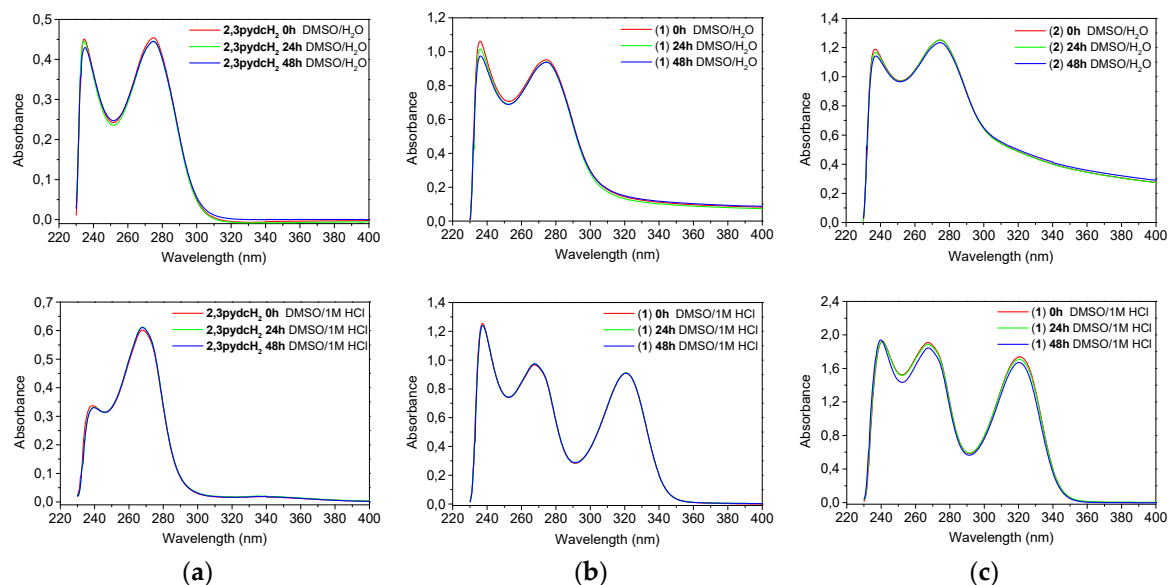 2,3pydcH2 0h DMSO/H2O
2,3pydcH2 24h DMSO/H2O
2,3pydcH2 48h DMSO/H2O
0,5
0,4
0,3
0,2
0,1
0,0
Absorbance
220 240 260 280 300 320 340 360 380 400
Wavelength (nm)
(1) 0h DMSO/H2O
(1) 24h DMSO/H2O
(1) 48h DMSO/H2O
1,2
1,0
0,8
0,6
0,4
0,2
0,0
Absorbance
220 240 260 280 300 320 340 360 380 400
Wavelength (nm)
(2) 0h DMSO/H2O
(2) 24h DMSO/H2O
(2) 48h DMSO/H2O
1,4
1,2
1,0
0,8
0,6
0,4
0,2
0,0
Absorbance
220 240 260 280 300 320 340 360 380 400
Wavelength (nm)
2,3pydcH2 0h DMSO/1M HCl
2,3pydcH2 24h DMSO/1M HCl
2,3pydcH2 48h DMSO/1M HCl
0,7
0,6
0,5
0,4
0,3
0,2
0,1
0,0
Absorbance
220 240 260 280 300 320 340 360 380 400
Wavelength (nm)
(1) 0h DMSO/1M HCl
(1) 24h DMSO/1M HCl
(1) 48h DMSO/1M HCl
1,4
1,2
1,0
0,8
0,6
0,4
0,2
0,0
Absorbance
220 240 260 280 300 320 340 360 380 400
Wavelength (nm)
(1) 0h DMSO/1M HCl
(1) 24h DMSO/1M HCl
(1) 48h DMSO/1M HCl
2,4
2,0
1,6
1,2
0,8
0,4
0,0
Absorbance
220 240 260 280 300 320 340 360 380 400
Wavelength (nm)
(a) (b) (c)